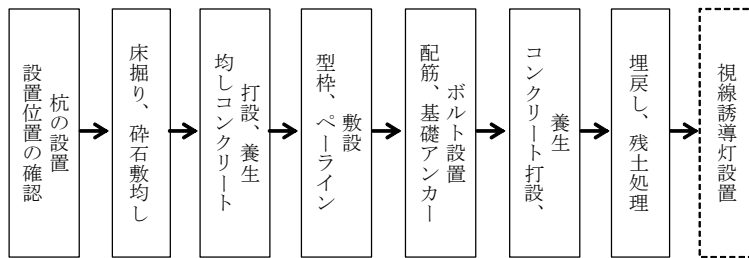 設置位置の確認
杭の設置
床掘り、砕石敷均し
均しコンクリート
打設、養生
型枠、ペーライン
敷設
配筋、基礎アンカー
ボルト設置
コンクリート打設、
養生
埋戻し、残土処理
視線誘導灯設置